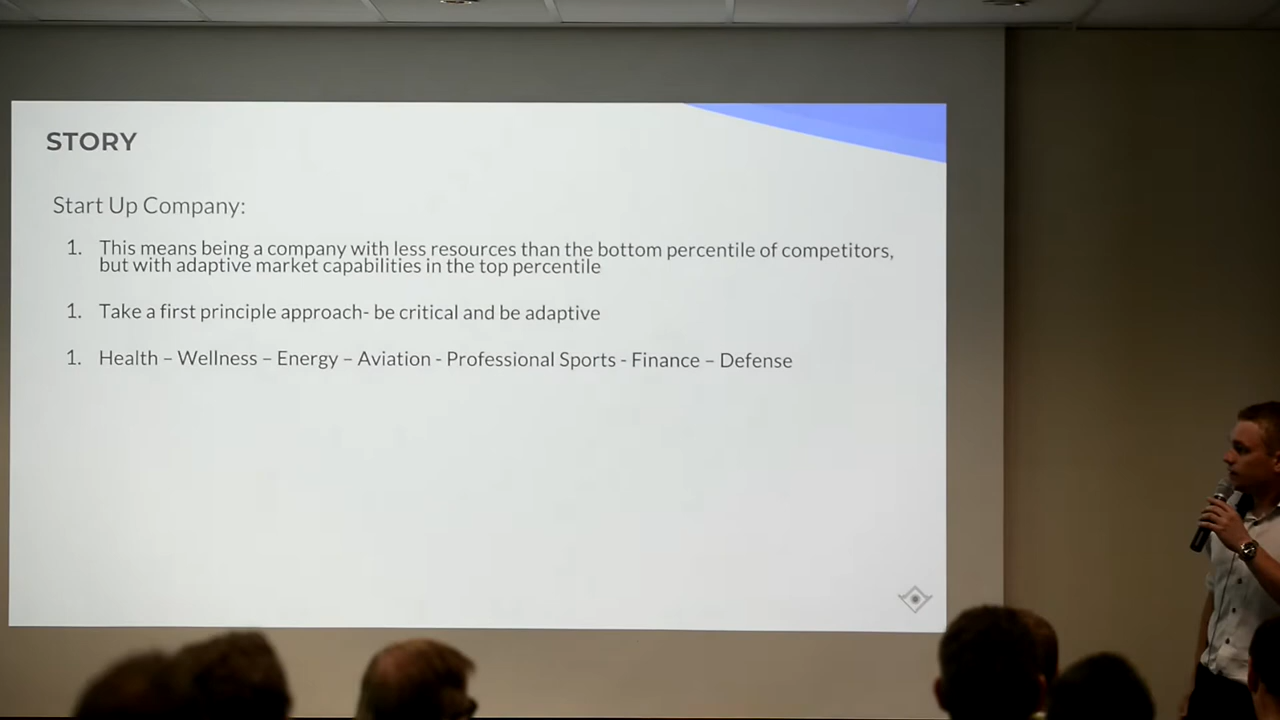 STORY
Start Up Company:
1. This means being a company with less resources than the bottom percentile of competitors,
but with adaptive market capabilities in the top percentile
1. Take a first principle approach- be critical and be adaptive
1. Health – Wellness – Energy – Aviation - Professional Sports - Finance – Defense